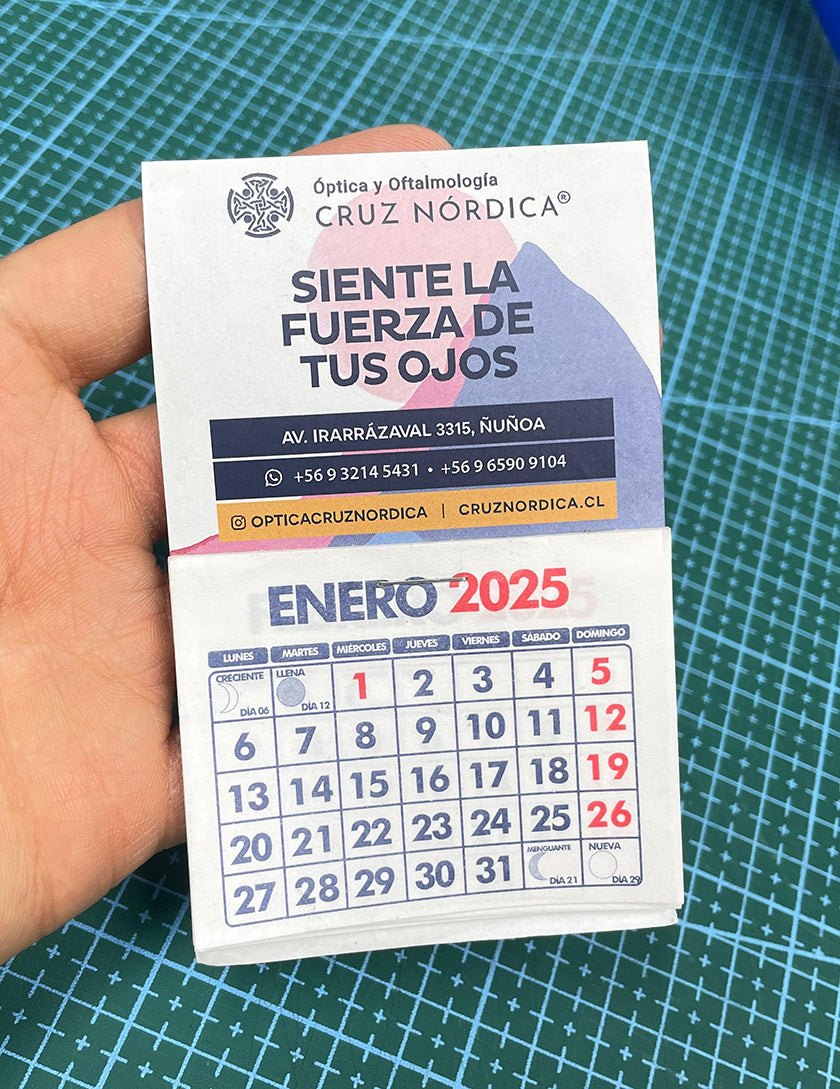 Óptica y Oftalmología
CRUZ NÓRDICA®
SIENTE LA
FUERZA DE
TUS OJOS
AV. IRARRÁZAVAL 3315, ÑUÑOA
+56 9 3214 5431 • +56 9 6590 9104
OPTICACRUZNORDICA | CRUZNORDICA.CL
ENERO 2025
LUNES MARTES MIÉRCOLES JUEVES VIERNES SÁBADO DOMINGO
CRECIENTE DÍA 06 LLENA DÍA 12 1 2 3 4 5
6 7 8 9 10 11 12
13 14 15 16 17 18 19
20 21 22 23 24 25 26
27 28 29 30 31 MENGUANTE DÍA 21 NUEVA DÍA 29